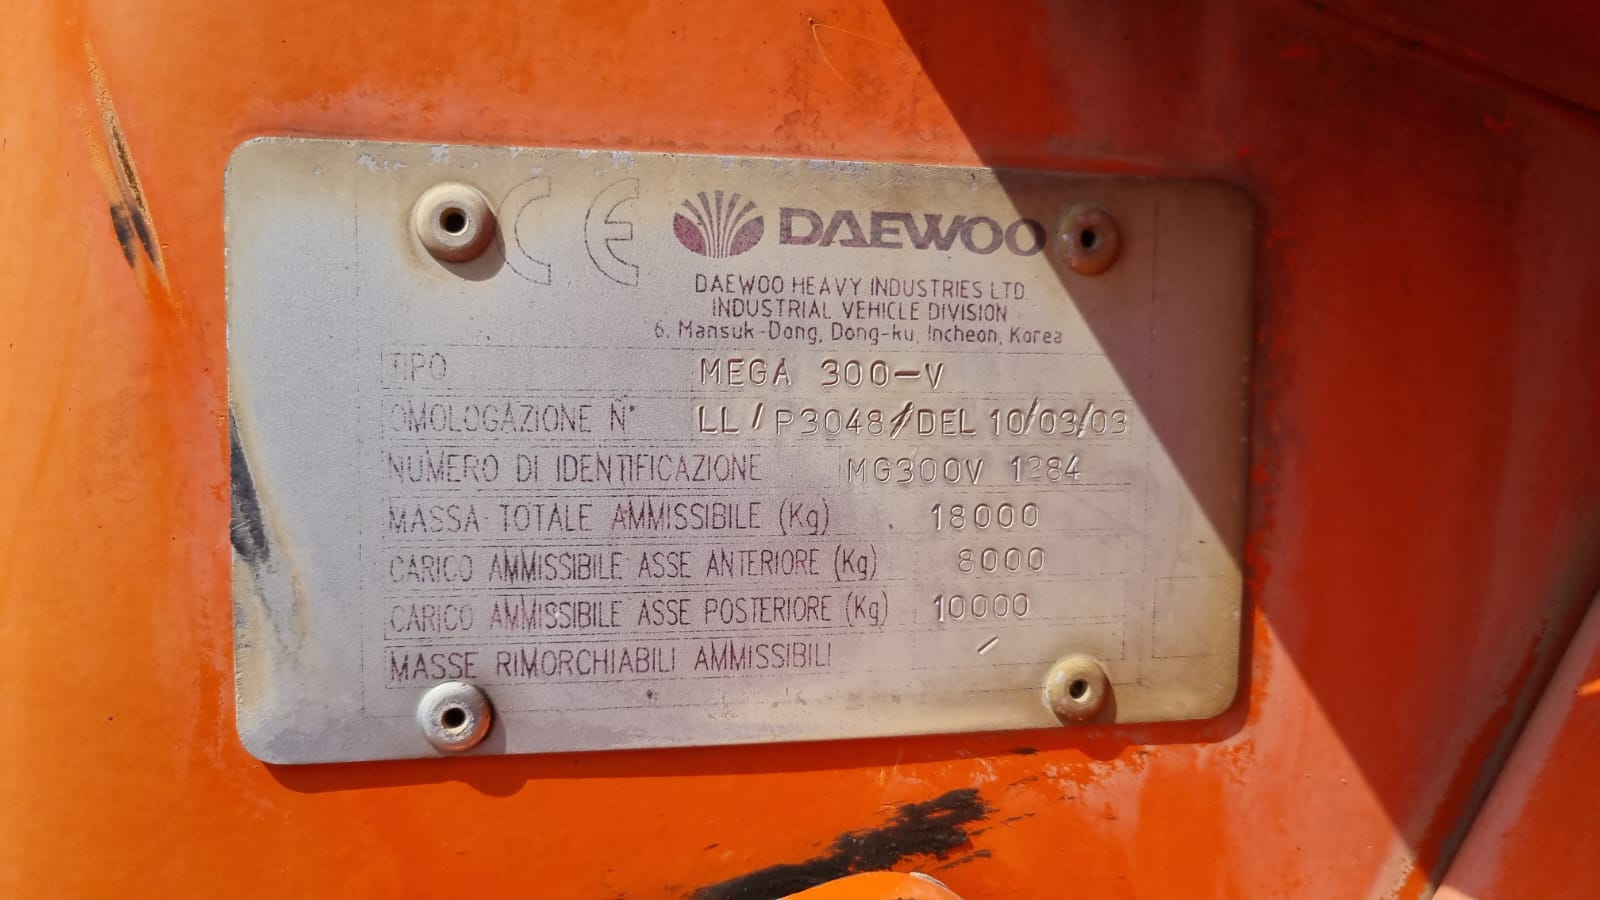 CE DAEWOO
DAEWOO HEAVY INDUSTRIES LTD.
INDUSTRIAL VEHICLE DIVISION
6, Mansuk-Dong, Dong-ku, Incheon, Korea
TIPO MEGA 300-V
OMOLOGAZIONE N° LL/P3048/DEL 10/03/03
NUMERO DI IDENTIFICAZIONE MG300V 1284
MASSA TOTALE AMMISSIBILE (Kg) 18000
CARICO AMMISSIBILE ASSE ANTERIORE (Kg) 8000
CARICO AMMISSIBILE ASSE POSTERIORE (Kg) 10000
MASSE RIMORCHIABILI AMMISSIBILI /